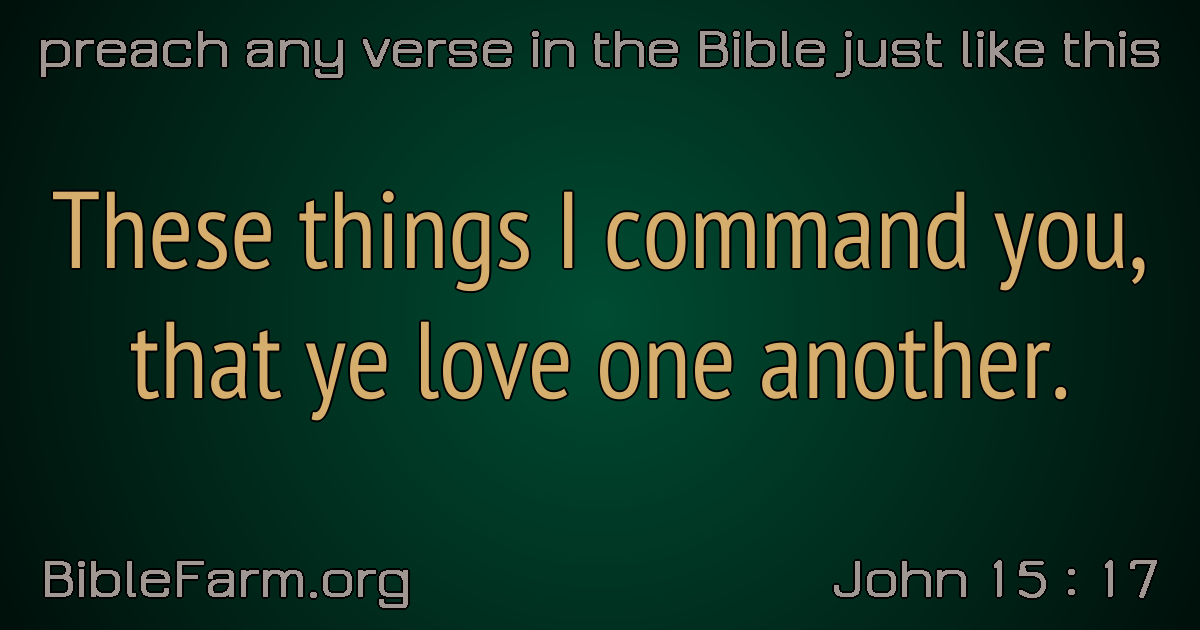 preach any verse in the Bible just like this
These things I command you,
that ye love one another.
BibleFarm.org
John 15 : 17